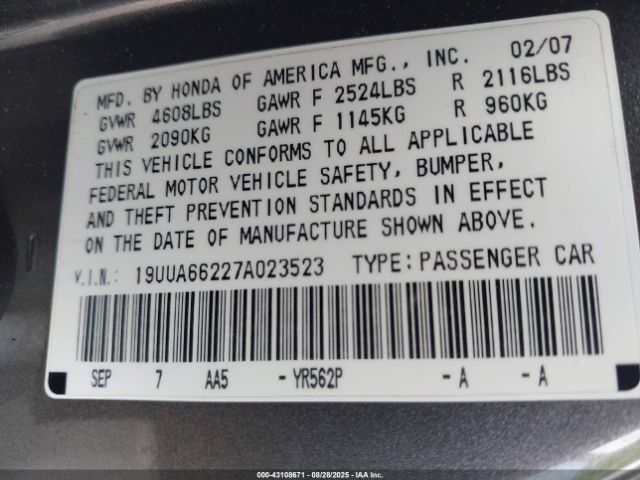 MFD. BY HONDA OF AMERICA MFG., INC. 02/07
GVWR 4608LBS GAWR F 2524LBS R 2116LBS
GVWR 2090KG GAWR F 1145KG R 960KG
THIS VEHICLE CONFORMS TO ALL APPLICABLE
FEDERAL MOTOR VEHICLE SAFETY, BUMPER,
AND THEFT PREVENTION STANDARDS IN EFFECT
ON THE DATE OF MANUFACTURE SHOWN ABOVE.
V.I.N.: 19UUA66227A023523 TYPE: PASSENGER CAR
SEP 7 AA5 -YR562P -A -A
000-43108671 | 08/28/2025 | IAA Inc.